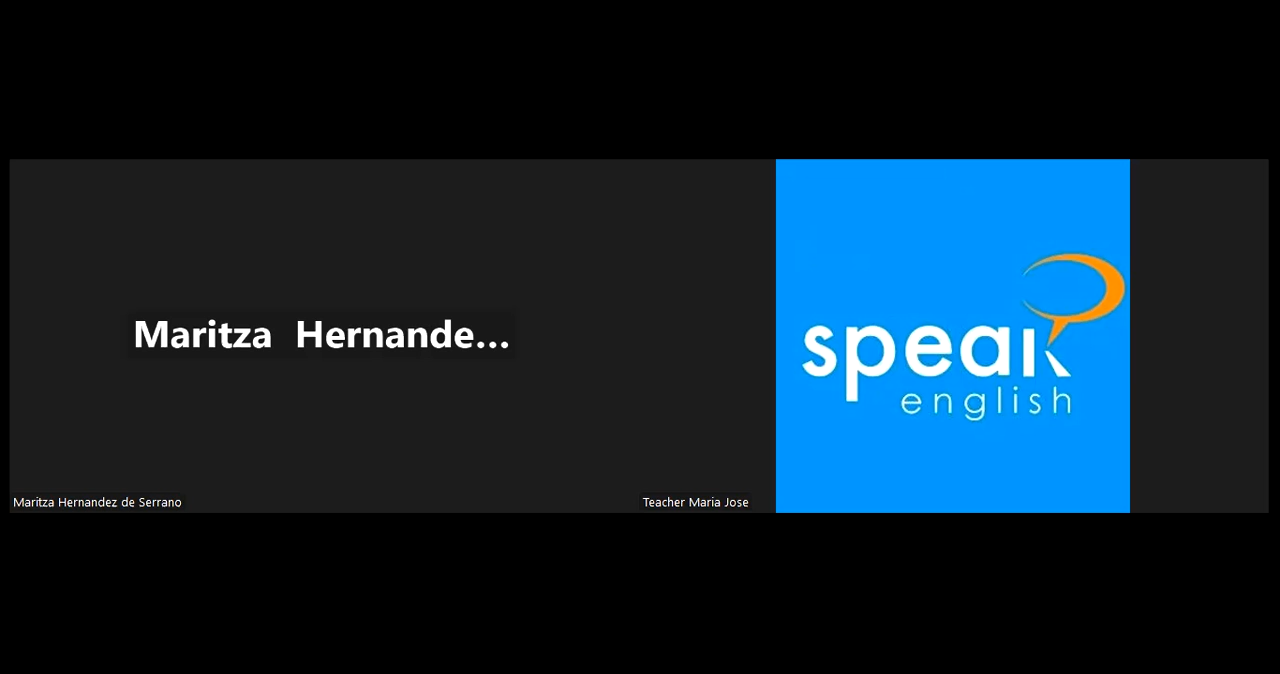 Maritza Hernande...
speak
english
Maritza Hernandez de Serrano
Teacher Maria Jose